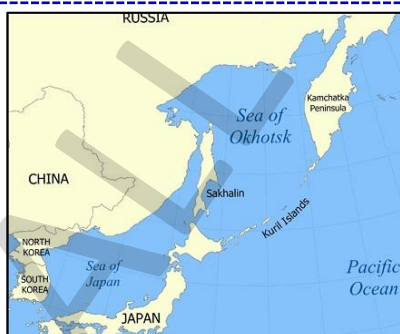 RUSSIA
Kamchatka
Peninsula
Sea of
Okhotsk
CHINA
Sakhalin
Kuril Islands
NORTH
KOREA
Sea of
Japan
Pacific
Ocean
SOUTH
KOREA
JAPAN